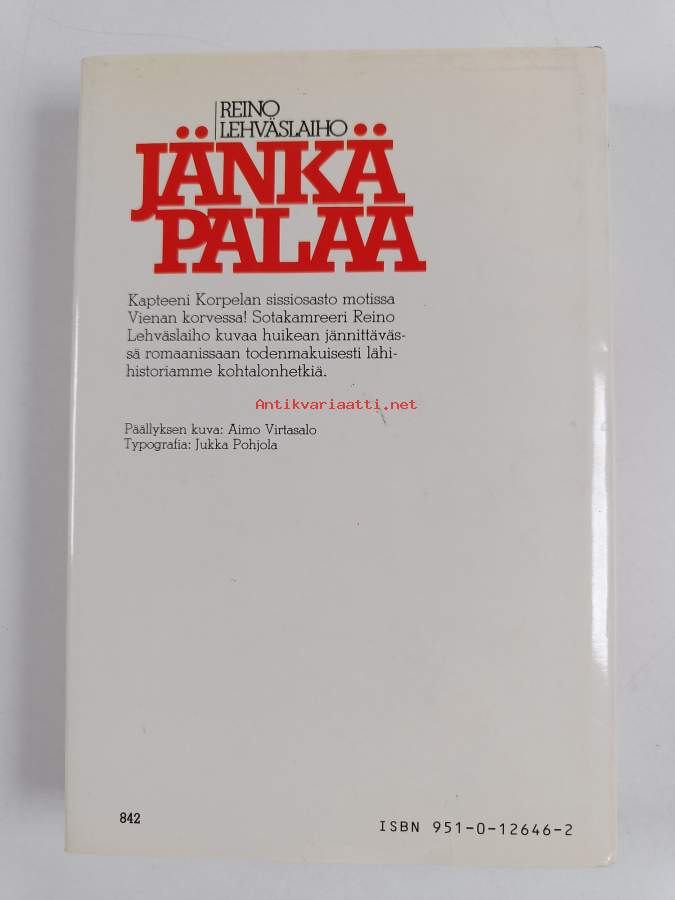 REINO
LEHVÄSLAIHO
JÄNKÄ
PALAA
Kapteeni Korpelan sissiosasto motissa
Vienan korvessa! Sotakamreeri Reino
Lehväslaiho kuvaa huikean jännittäväs-
sä romaanissaan todenmakuisesti lähi-
historiamme kohtalonhetkiä.
Antikvariaatti.net
Päällyksen kuva: Aimo Virtasalo
Typografia: Jukka Pohjola
842
ISBN 951-0-12646-2